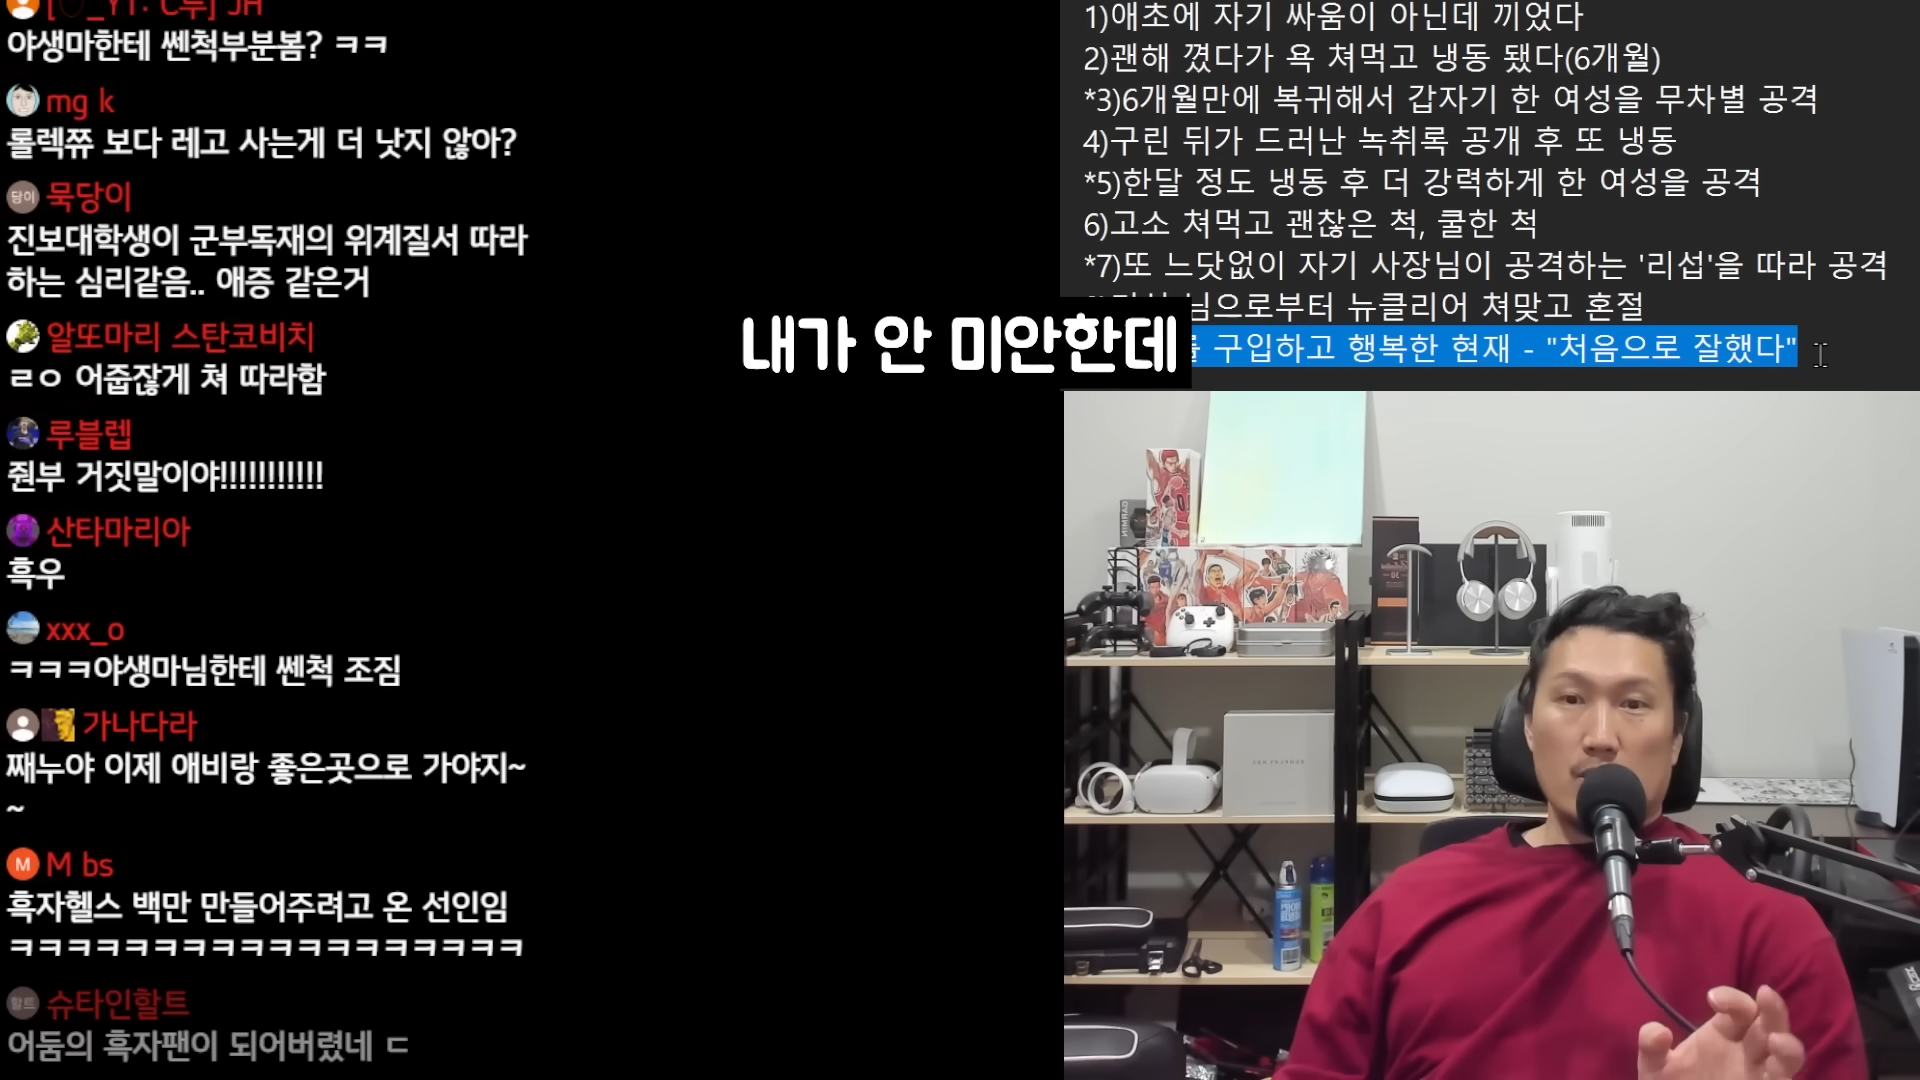 [ _YT: C루] JH
야생마한테 쎈척부분봄? ㅋㅋ
mg k
롤렉쮸 보다 레고 사는게 더 낫지 않아?
담이 묵당이
진보대학생이 군부독재의 위계질서 따라
하는 심리같음.. 애증 같은거
알또마리 스탄코비치
ㄹㅇ 어줍잖게 쳐 따라함
루블렙
줜부 거짓말이야!!!!!!!!!!!
산타마리아
흑우
xxx_o
ㅋㅋㅋ야생마님한테 쎈척 조짐
가나다라
째누야 이제 애비랑 좋은곳으로 가야지~
~
M M bs
흑자헬스 백만 만들어주려고 온 선인임
ㅋㅋㅋㅋㅋㅋㅋㅋㅋㅋㅋㅋㅋㅋㅋㅋㅋㅋ
할트 슈타인할트
어둠의 흑자팬이 되어버렸네 ㄷ
내가 안 미안한데
1)애초에 자기 싸움이 아닌데 끼었다
2)괜해 꼈다가 욕 쳐먹고 냉동 됐다(6개월)
*3)6개월만에 복귀해서 갑자기 한 여성을 무차별 공격
4)구린 뒤가 드러난 녹취록 공개 후 또 냉동
*5)한달 정도 냉동 후 더 강력하게 한 여성을 공격
6)고소 쳐먹고 괜찮은 척, 쿨한 척
*7)또 느닷없이 자기 사장님이 공격하는 '리섭'을 따라 공격
님으로부터 뉴클리어 쳐맞고 혼절
를 구입하고 행복한 현재 - "처음으로 잘했다"
GARMIN